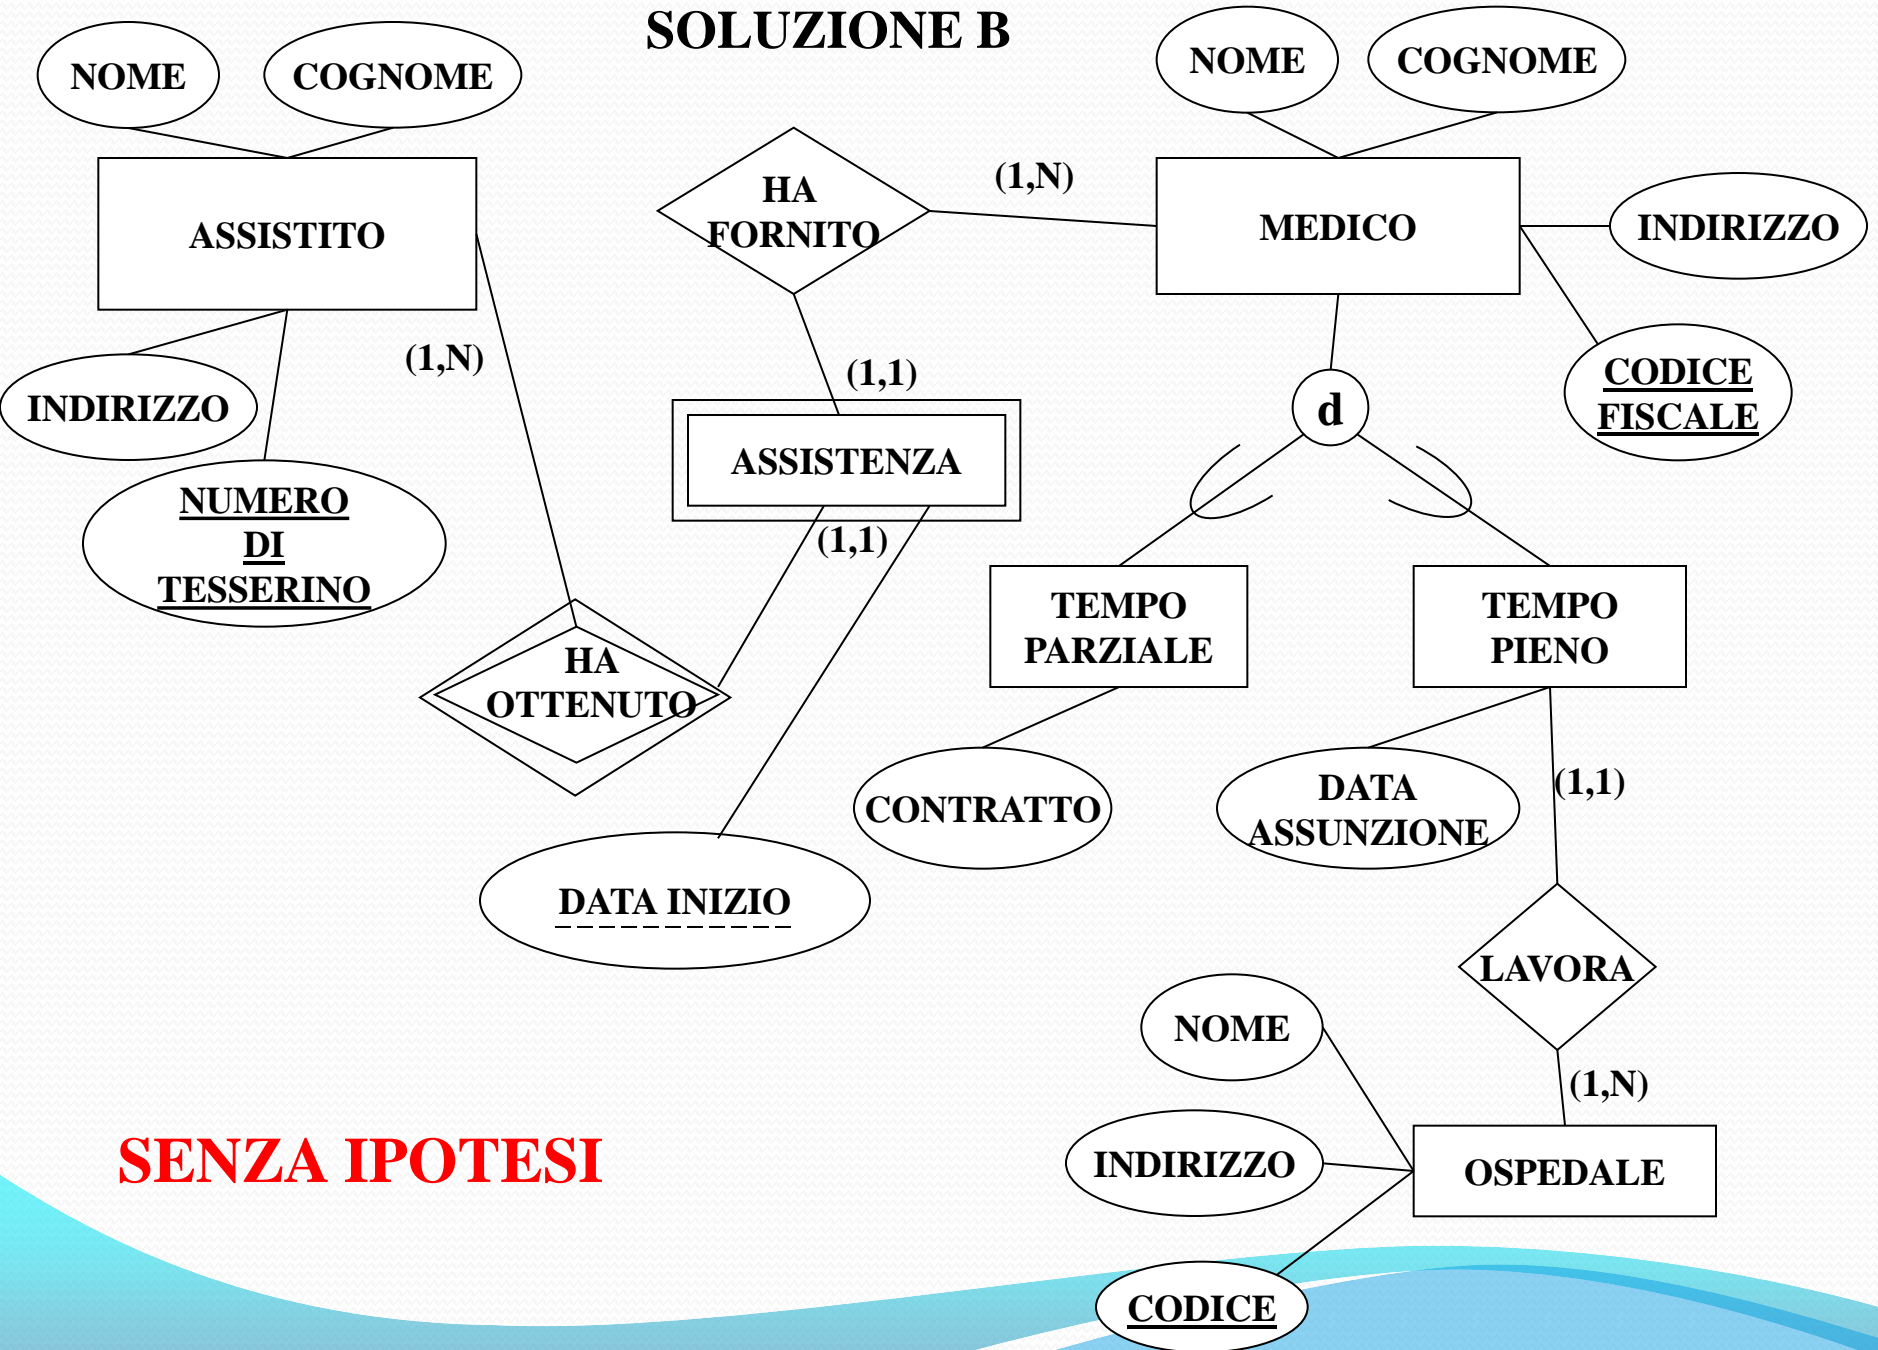 SOLUZIONE B
NOME
COGNOME
NOME
COGNOME
ASSISTITO
HA
FORNITO
(1,N)
MEDICO
INDIRIZZO
(1,N)
(1,1)
INDIRIZZO
d
CODICE
FISCALE
ASSISTENZA
NUMERO
DI
TESSERINO
(1,1)
HA
OTTENUTO
TEMPO
PARZIALE
TEMPO
PIENO
CONTRATTO
DATA
ASSUNZIONE
(1,1)
DATA INIZIO
LAVORA
NOME
(1,N)
SENZA IPOTESI
INDIRIZZO
OSPEDALE
CODICE